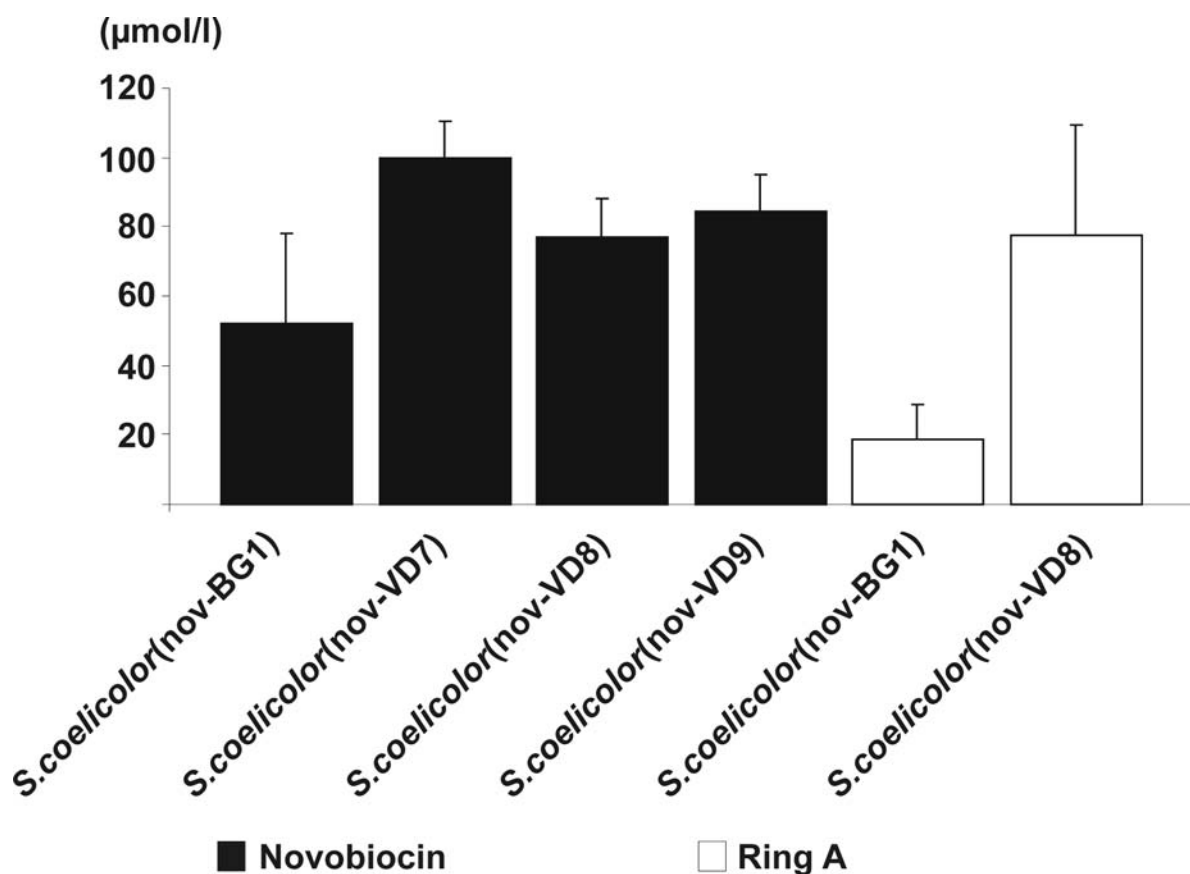 (µmol/l)
120
100
80
60
40
20
S.coelicolor(nov-BG1)
S.coelicolor(nov-VD7)
S.coelicolor(nov-VD8)
S.coelicolor(nov-VD9)
S.coelicolor(nov-BG1)
S.coelicolor(nov-VD8)
Novobiocin
Ring A